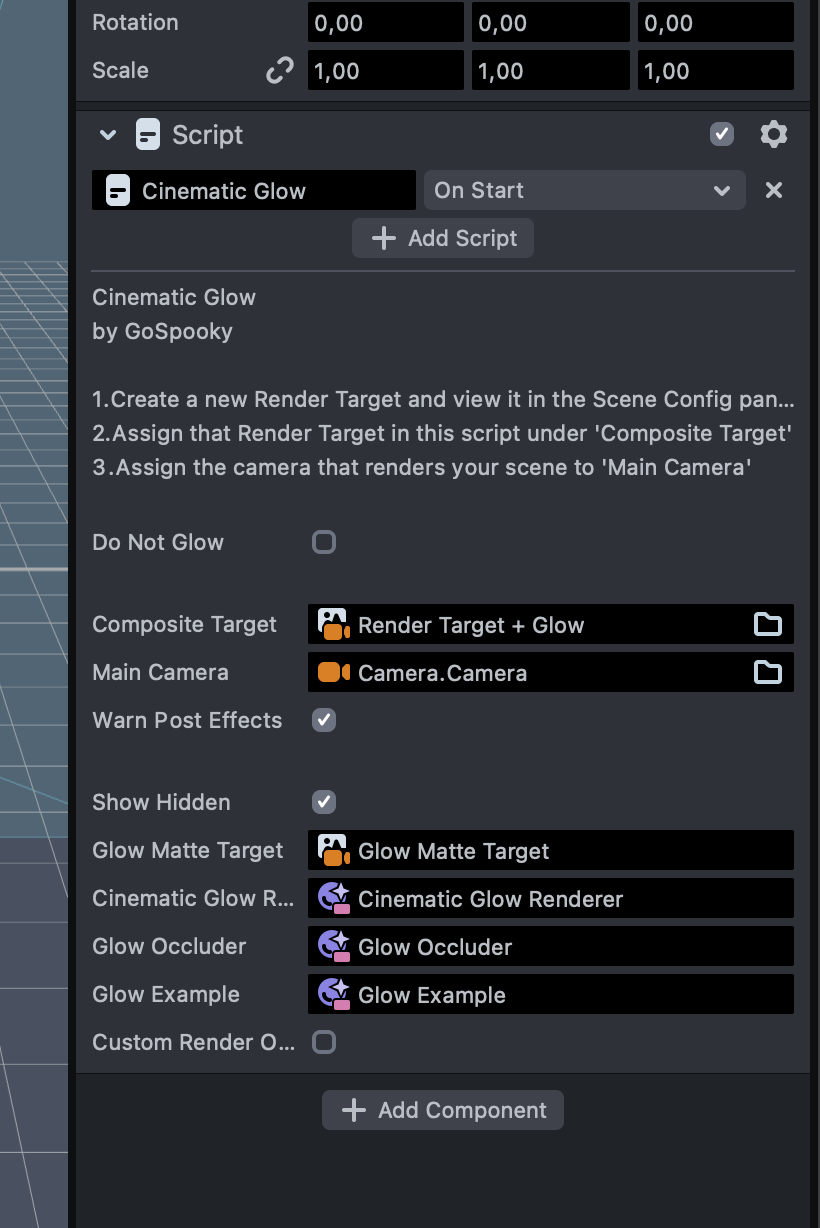 Rotation 0,00 0,00 0,00
Scale 1,00 1,00 1,00
Script
Cinematic Glow On Start
Add Script
Cinematic Glow
by GoSpooky
1.Create a new Render Target and view it in the Scene Config pan...
2.Assign that Render Target in this script under 'Composite Target'
3.Assign the camera that renders your scene to 'Main Camera'
Do Not Glow
Composite Target Render Target + Glow
Main Camera Camera.Camera
Warn Post Effects
Show Hidden
Glow Matte Target Glow Matte Target
Cinematic Glow R... Cinematic Glow Renderer
Glow Occluder Glow Occluder
Glow Example Glow Example
Custom Render O...
Add Component